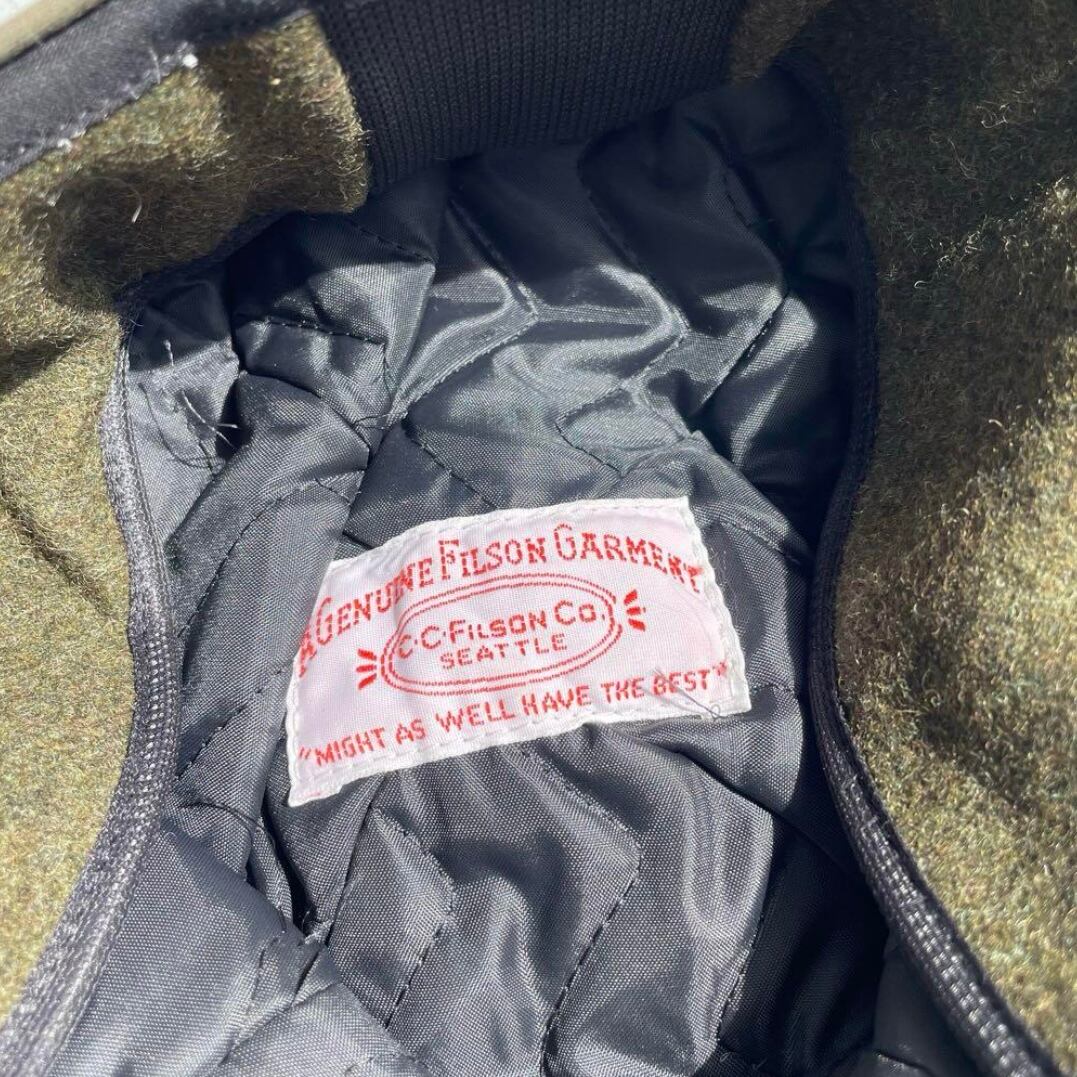 A GENUINE FILSON GARMENT
C·C·FILSON CO.
SEATTLE
"MIGHT AS WELL HAVE THE BEST"